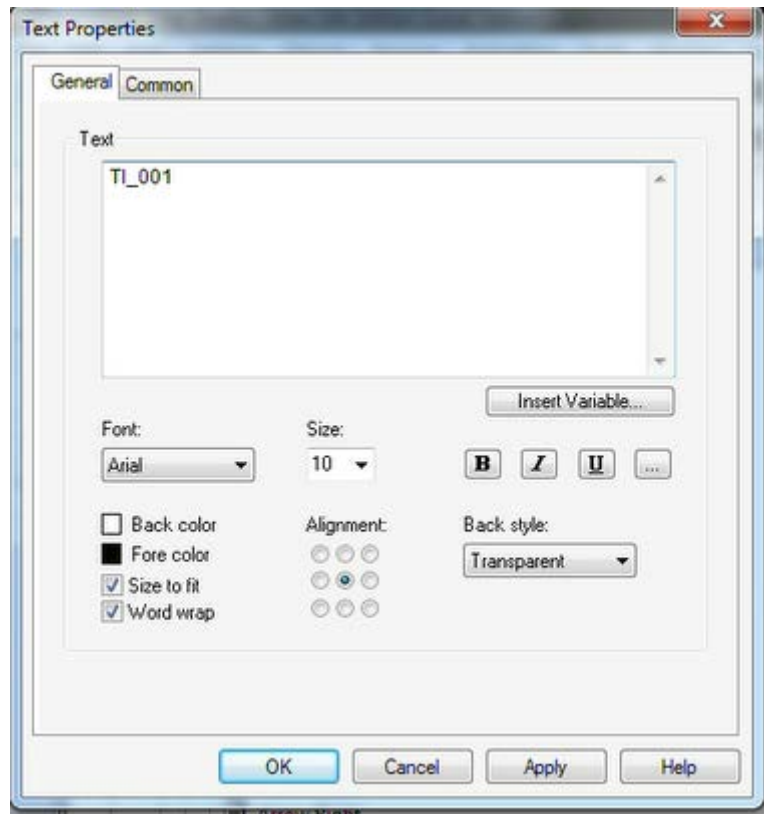 Text Properties
General Common
Text
TI_001
Insert Variable...
Font: Size:
Arial 10 B I U ...
Back color Alignment: Back style:
Fore color Transparent
Size to fit
Word wrap
OK Cancel Apply Help